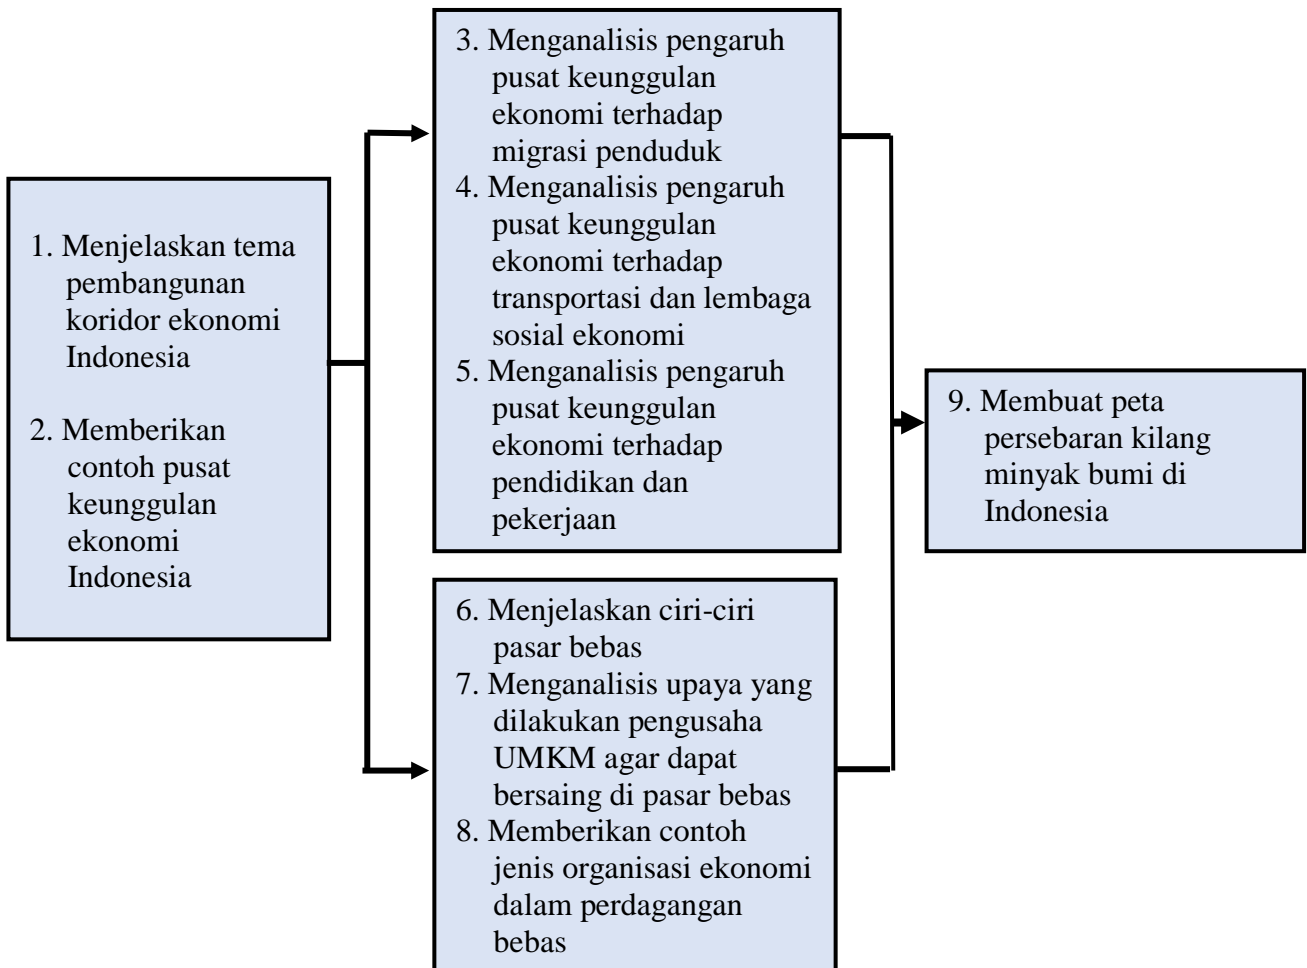 1. Menjelaskan tema
pembangunan
koridor ekonomi
Indonesia
2. Memberikan
contoh pusat
keunggulan
ekonomi
Indonesia
3. Menganalisis pengaruh
pusat keunggulan
ekonomi terhadap
migrasi penduduk
4. Menganalisis pengaruh
pusat keunggulan
ekonomi terhadap
transportasi dan lembaga
sosial ekonomi
5. Menganalisis pengaruh
pusat keunggulan
ekonomi terhadap
pendidikan dan
pekerjaan
6. Menjelaskan ciri-ciri
pasar bebas
7. Menganalisis upaya yang
dilakukan pengusaha
UMKM agar dapat
bersaing di pasar bebas
8. Memberikan contoh
jenis organisasi ekonomi
dalam perdagangan
bebas
9. Membuat peta
persebaran kilang
minyak bumi di
Indonesia